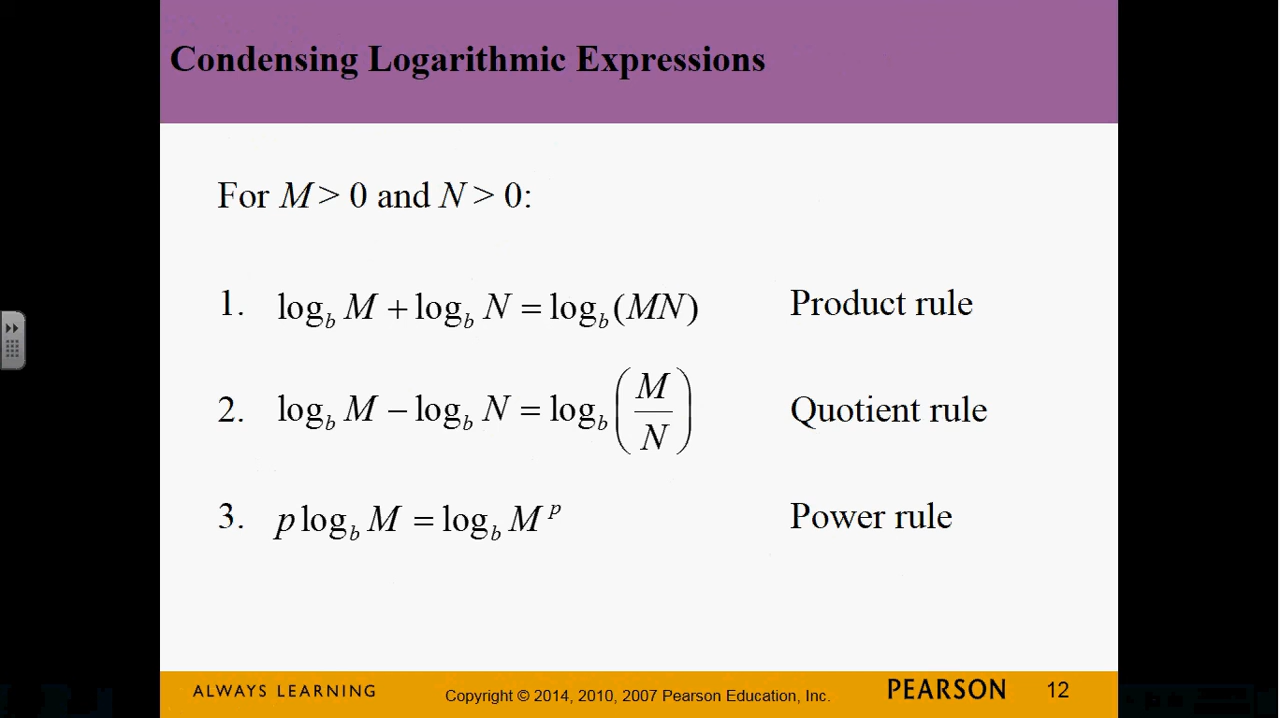 Condensing Logarithmic Expressions
For M > 0 and N > 0:
1. log_b M + log_b N = log_b (MN) Product rule
2. log_b M − log_b N = log_b (M/N) Quotient rule
3. p log_b M = log_b M^p Power rule
ALWAYS LEARNING Copyright © 2014, 2010, 2007 Pearson Education, Inc. PEARSON 12